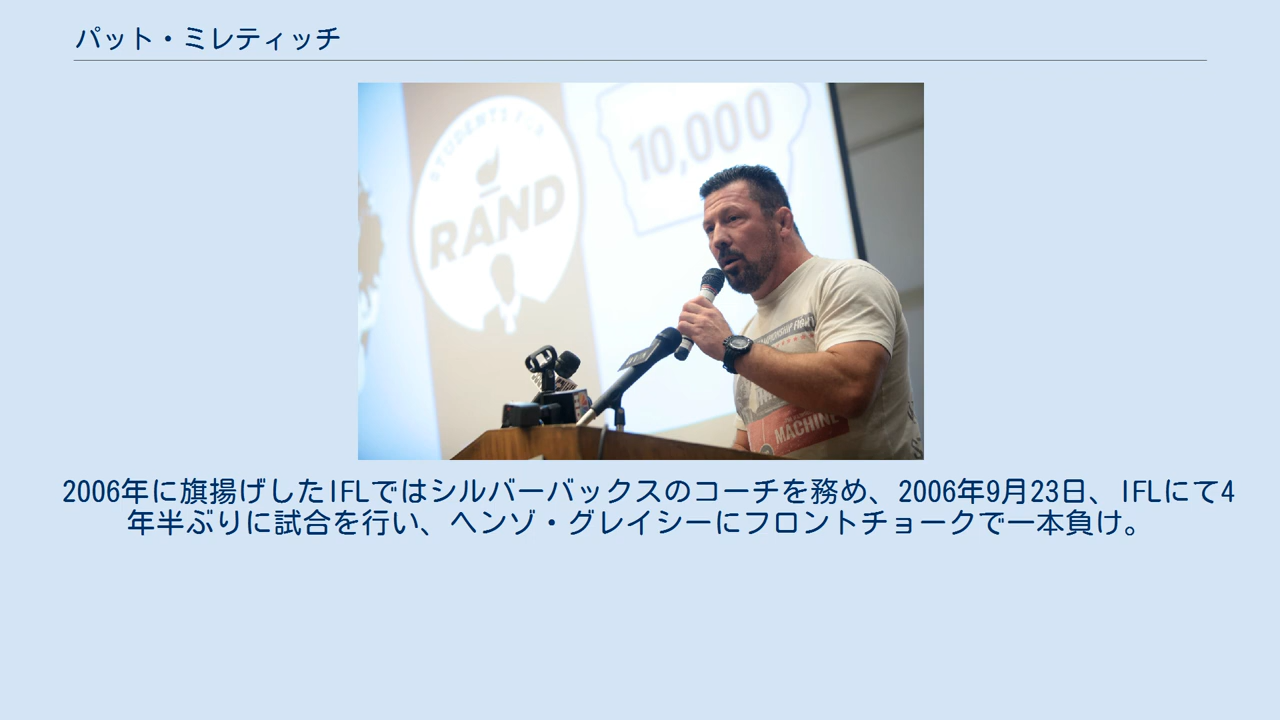 パット・ミレティッチ
STUDENTS FOR
RAND
10,000
MACHINE
2006年に旗揚げしたIFLではシルバーバックスのコーチを務め、2006年9月23日、IFLにて4
年半ぶりに試合を行い、ヘンゾ・グレイシーにフロントチョークで一本負け。